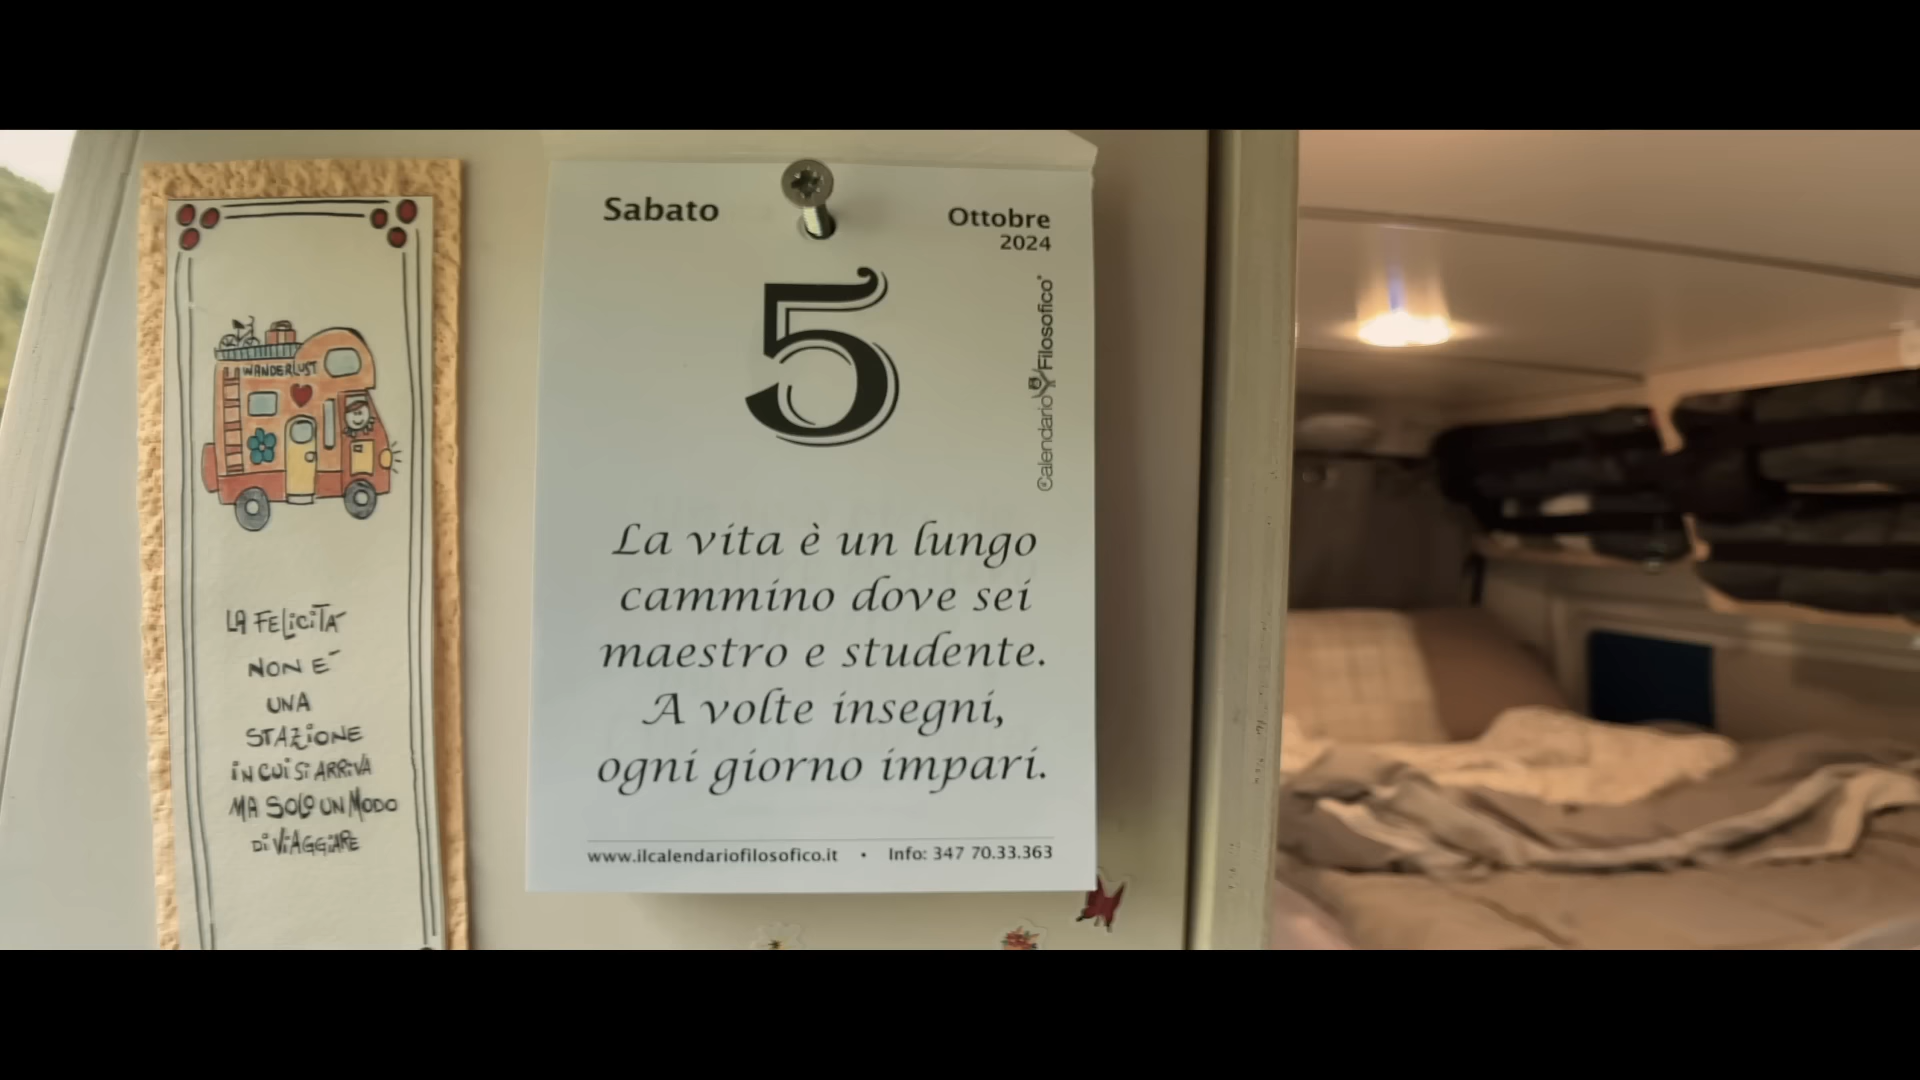 WANDERLUST
LA FELICITA'
NON E'
UNA
STAZIONE
IN CUI SI ARRIVA
MA SOLO UN MODO
DI VIAGGIARE
Sabato
Ottobre
2024
5
Calendario Filosofico
La vita è un lungo
cammino dove sei
maestro e studente.
A volte insegni,
ogni giorno impari.
www.ilcalendariofilosofico.it • Info: 347 70.33.363